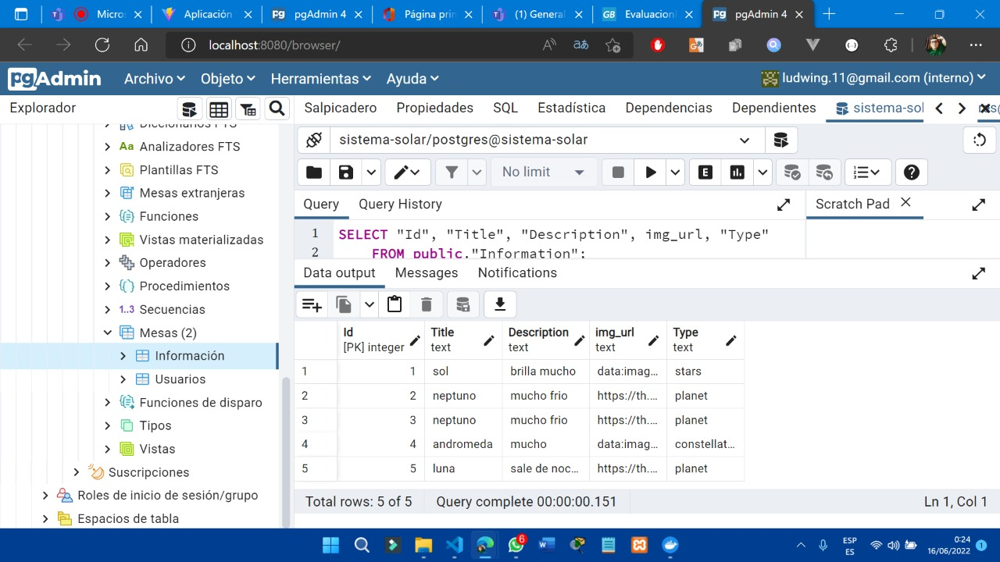 Micros
Aplicación
pgAdmin 4
Página prin
(1) General
Evaluacion
pgAdmin 4
localhost:8080/browser/
pgAdmin
Archivo
Objeto
Herramientas
Ayuda
ludwing.11@gmail.com (interno)
Explorador
Salpicadero
Propiedades
SQL
Estadística
Dependencias
Dependientes
sistema-sol
Diccionarios FTS
Analizadores FTS
Plantillas FTS
Mesas extranjeras
Funciones
Vistas materializadas
Operadores
Procedimientos
1..3 Secuencias
Mesas (2)
Información
Usuarios
Funciones de disparo
Tipos
Vistas
Suscripciones
Roles de inicio de sesión/grupo
Espacios de tabla
sistema-solar/postgres@sistema-solar
No limit
Query
Query History
Scratch Pad
1 SELECT "Id", "Title", "Description", img_url, "Type"
2 FROM public."Information";
Data output
Messages
Notifications
Id Title Description img_url Type
[PK] integer text text text text
1 1 sol brilla mucho data:imag... stars
2 2 neptuno mucho frio https://th.... planet
3 3 neptuno mucho frio https://th.... planet
4 4 andromeda mucho data:imag... constellat...
5 5 luna sale de noc... https://th.... planet
Total rows: 5 of 5
Query complete 00:00:00.151
Ln 1, Col 1
6
ESP
ES
0:24
16/06/2022
1